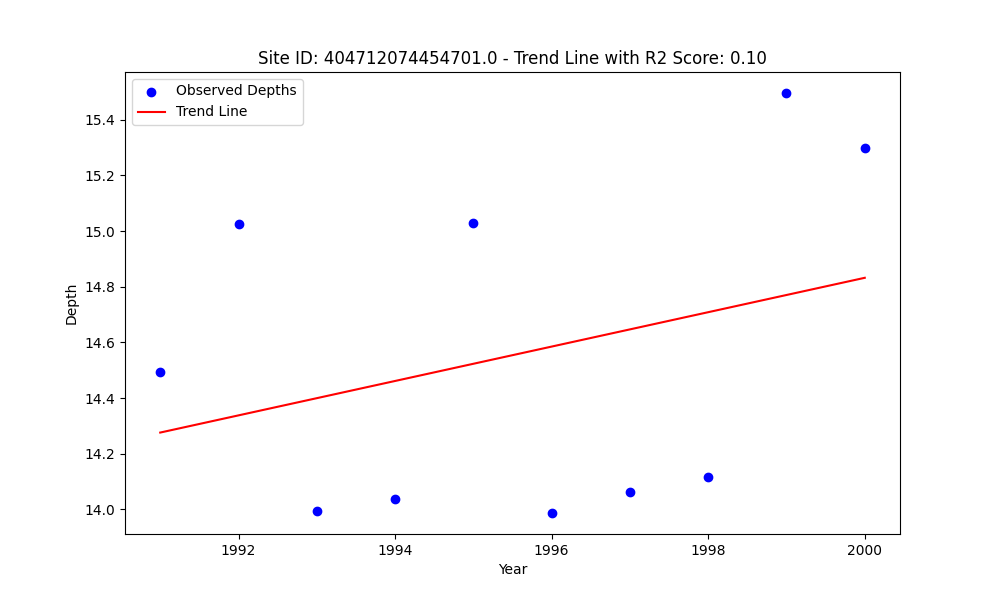 Site ID: 404712074454701.0 - Trend Line with R2 Score: 0.10
Observed Depths
Trend Line
15.4
15.2
15.0
14.8
14.6
14.4
14.2
14.0
Depth
1992
1994
1996
1998
2000
Year